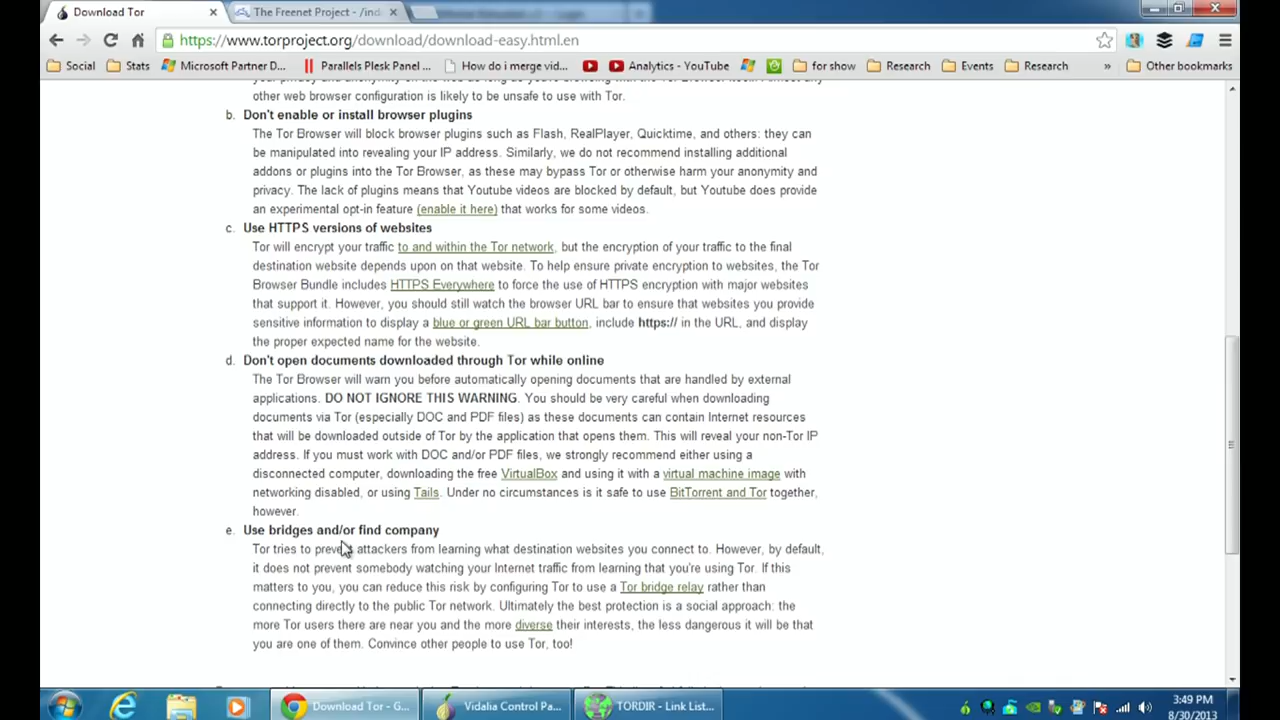 Download Tor
The Freenet Project - /ind
https://www.torproject.org/download/download-easy.html.en
Social
Stats
Microsoft Partner D...
Parallels Plesk Panel ...
How do i merge vid...
Analytics - YouTube
for show
Research
Events
Research
»
Other bookmarks
other web browser configuration is likely to be unsafe to use with Tor.
b. Don't enable or install browser plugins
The Tor Browser will block browser plugins such as Flash, RealPlayer, Quicktime, and others: they can
be manipulated into revealing your IP address. Similarly, we do not recommend installing additional
addons or plugins into the Tor Browser, as these may bypass Tor or otherwise harm your anonymity and
privacy. The lack of plugins means that Youtube videos are blocked by default, but Youtube does provide
an experimental opt-in feature (enable it here) that works for some videos.
c. Use HTTPS versions of websites
Tor will encrypt your traffic to and within the Tor network, but the encryption of your traffic to the final
destination website depends upon on that website. To help ensure private encryption to websites, the Tor
Browser Bundle includes HTTPS Everywhere to force the use of HTTPS encryption with major websites
that support it. However, you should still watch the browser URL bar to ensure that websites you provide
sensitive information to display a blue or green URL bar button, include https:// in the URL, and display
the proper expected name for the website.
d. Don't open documents downloaded through Tor while online
The Tor Browser will warn you before automatically opening documents that are handled by external
applications. DO NOT IGNORE THIS WARNING. You should be very careful when downloading
documents via Tor (especially DOC and PDF files) as these documents can contain Internet resources
that will be downloaded outside of Tor by the application that opens them. This will reveal your non-Tor IP
address. If you must work with DOC and/or PDF files, we strongly recommend either using a
disconnected computer, downloading the free VirtualBox and using it with a virtual machine image with
networking disabled, or using Tails. Under no circumstances is it safe to use BitTorrent and Tor together,
however.
e. Use bridges and/or find company
Tor tries to prevent attackers from learning what destination websites you connect to. However, by default,
it does not prevent somebody watching your Internet traffic from learning that you're using Tor. If this
matters to you, you can reduce this risk by configuring Tor to use a Tor bridge relay rather than
connecting directly to the public Tor network. Ultimately the best protection is a social approach: the
more Tor users there are near you and the more diverse their interests, the less dangerous it will be that
you are one of them. Convince other people to use Tor, too!
Download Tor - G...
Vidalia Control Pa...
TORDIR - Link List...
3:49 PM
8/30/2013